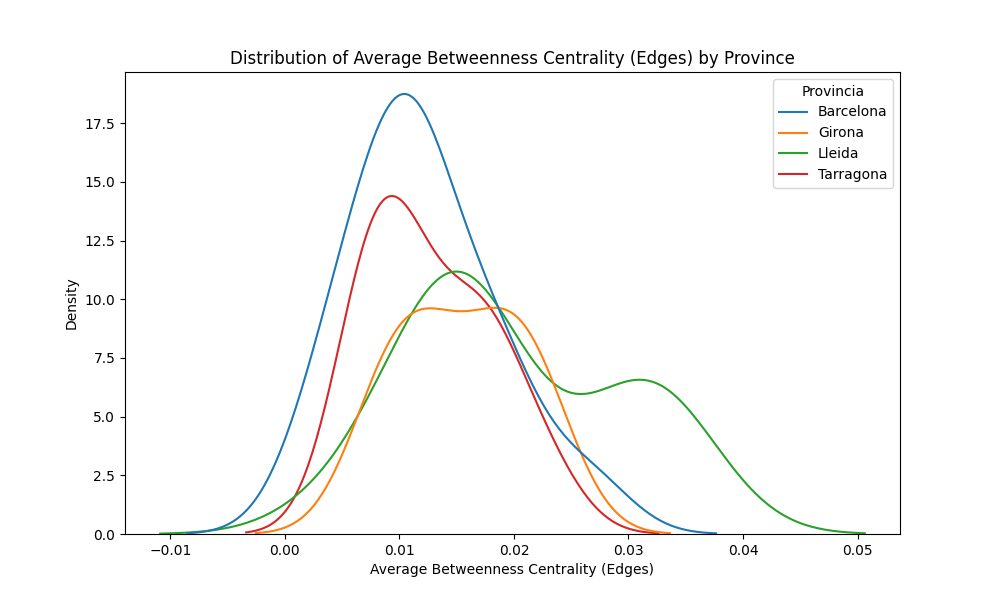 Distribution of Average Betweenness Centrality (Edges) by Province
Provincia
Barcelona
Girona
Lleida
Tarragona
Density
17.5
15.0
12.5
10.0
7.5
5.0
2.5
0.0
−0.01 0.00 0.01 0.02 0.03 0.04 0.05
Average Betweenness Centrality (Edges)